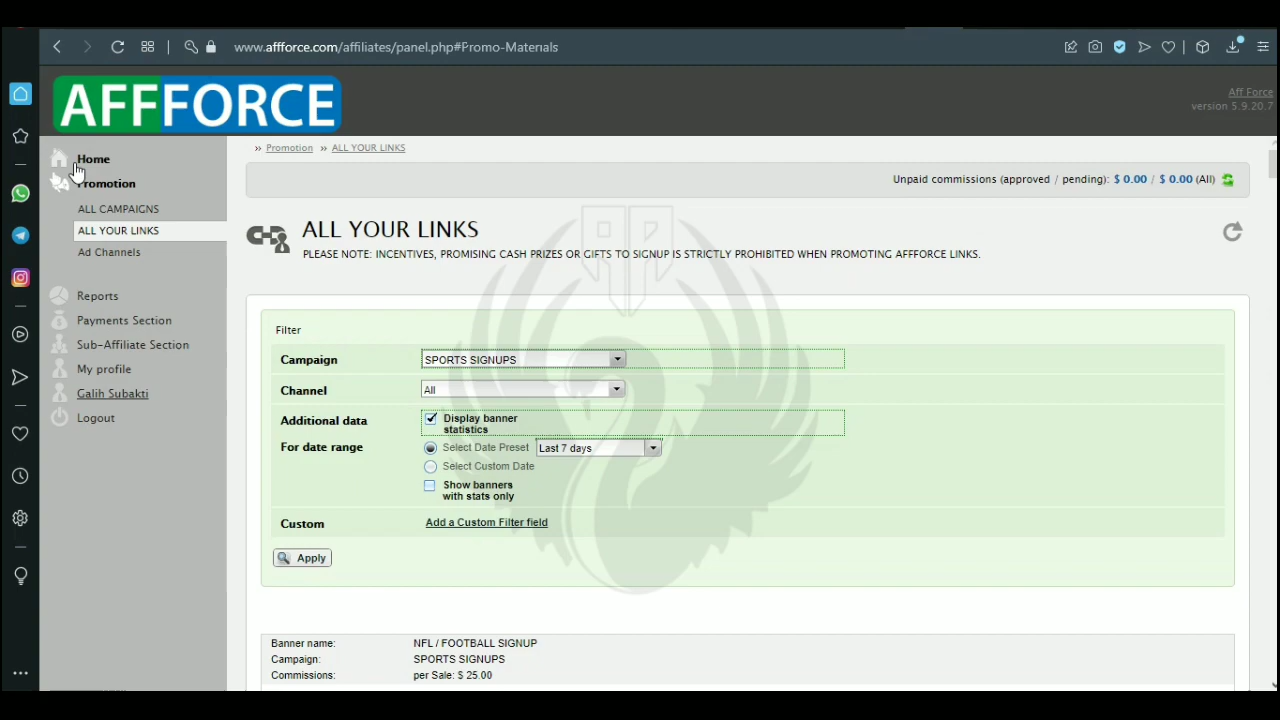 www.affforce.com/affiliates/panel.php#Promo-Materials
AFFFORCE
Aff Force
version 5.9.20.7
Home
Promotion
ALL CAMPAIGNS
ALL YOUR LINKS
Ad Channels
Reports
Payments Section
Sub-Affiliate Section
My profile
Galih Subakti
Logout
›› Promotion ›› ALL YOUR LINKS
Unpaid commissions (approved / pending): $ 0.00 / $ 0.00 (All)
ALL YOUR LINKS
PLEASE NOTE: INCENTIVES, PROMISING CASH PRIZES OR GIFTS TO SIGNUP IS STRICTLY PROHIBITED WHEN PROMOTING AFFFORCE LINKS.
Filter
Campaign SPORTS SIGNUPS
Channel All
Additional data Display banner
statistics
For date range Select Date Preset Last 7 days
Select Custom Date
Show banners
with stats only
Custom Add a Custom Filter field
Apply
Banner name: NFL / FOOTBALL SIGNUP
Campaign: SPORTS SIGNUPS
Commissions: per Sale: $ 25.00